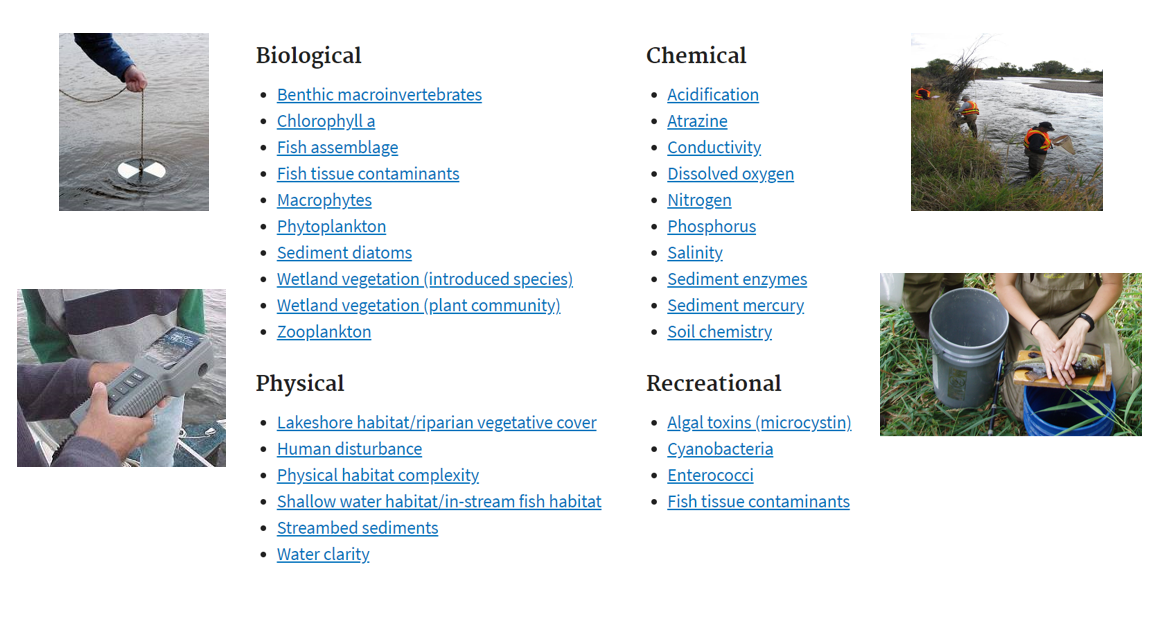 Biological
Benthic macroinvertebrates
Chlorophyll a
Fish assemblage
Fish tissue contaminants
Macrophytes
Phytoplankton
Sediment diatoms
Wetland vegetation (introduced species)
Wetland vegetation (plant community)
Zooplankton
Physical
Lakeshore habitat/riparian vegetative cover
Human disturbance
Physical habitat complexity
Shallow water habitat/in-stream fish habitat
Streambed sediments
Water clarity
Chemical
Acidification
Atrazine
Conductivity
Dissolved oxygen
Nitrogen
Phosphorus
Salinity
Sediment enzymes
Sediment mercury
Soil chemistry
Recreational
Algal toxins (microcystin)
Cyanobacteria
Enterococci
Fish tissue contaminants